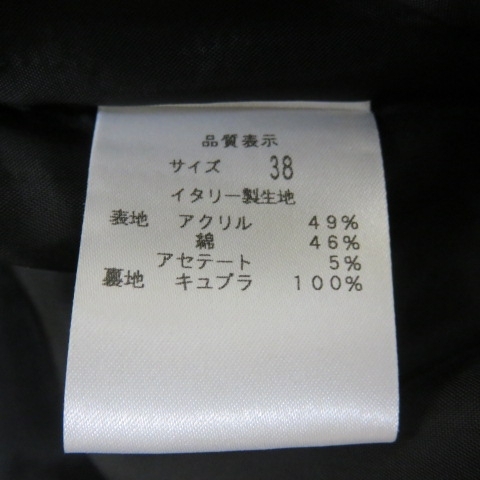 品質表示
サイズ 38
イタリー製生地
表地 アクリル 49%
綿 46%
アセテート 5%
裏地 キュプラ 100%